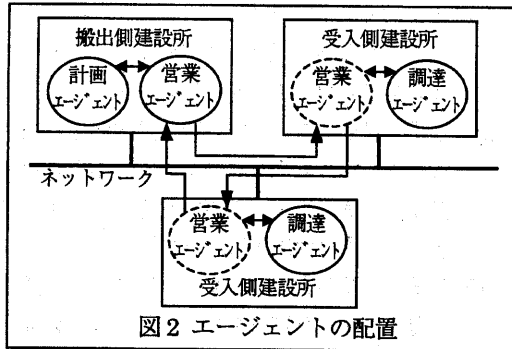 搬出側建設所
計画
エージェント
営業
エージェント
受入側建設所
営業
エージェント
調達
エージェント
ネットワーク
営業
エージェント
調達
エージェント
受入側建設所
図2 エージェントの配置